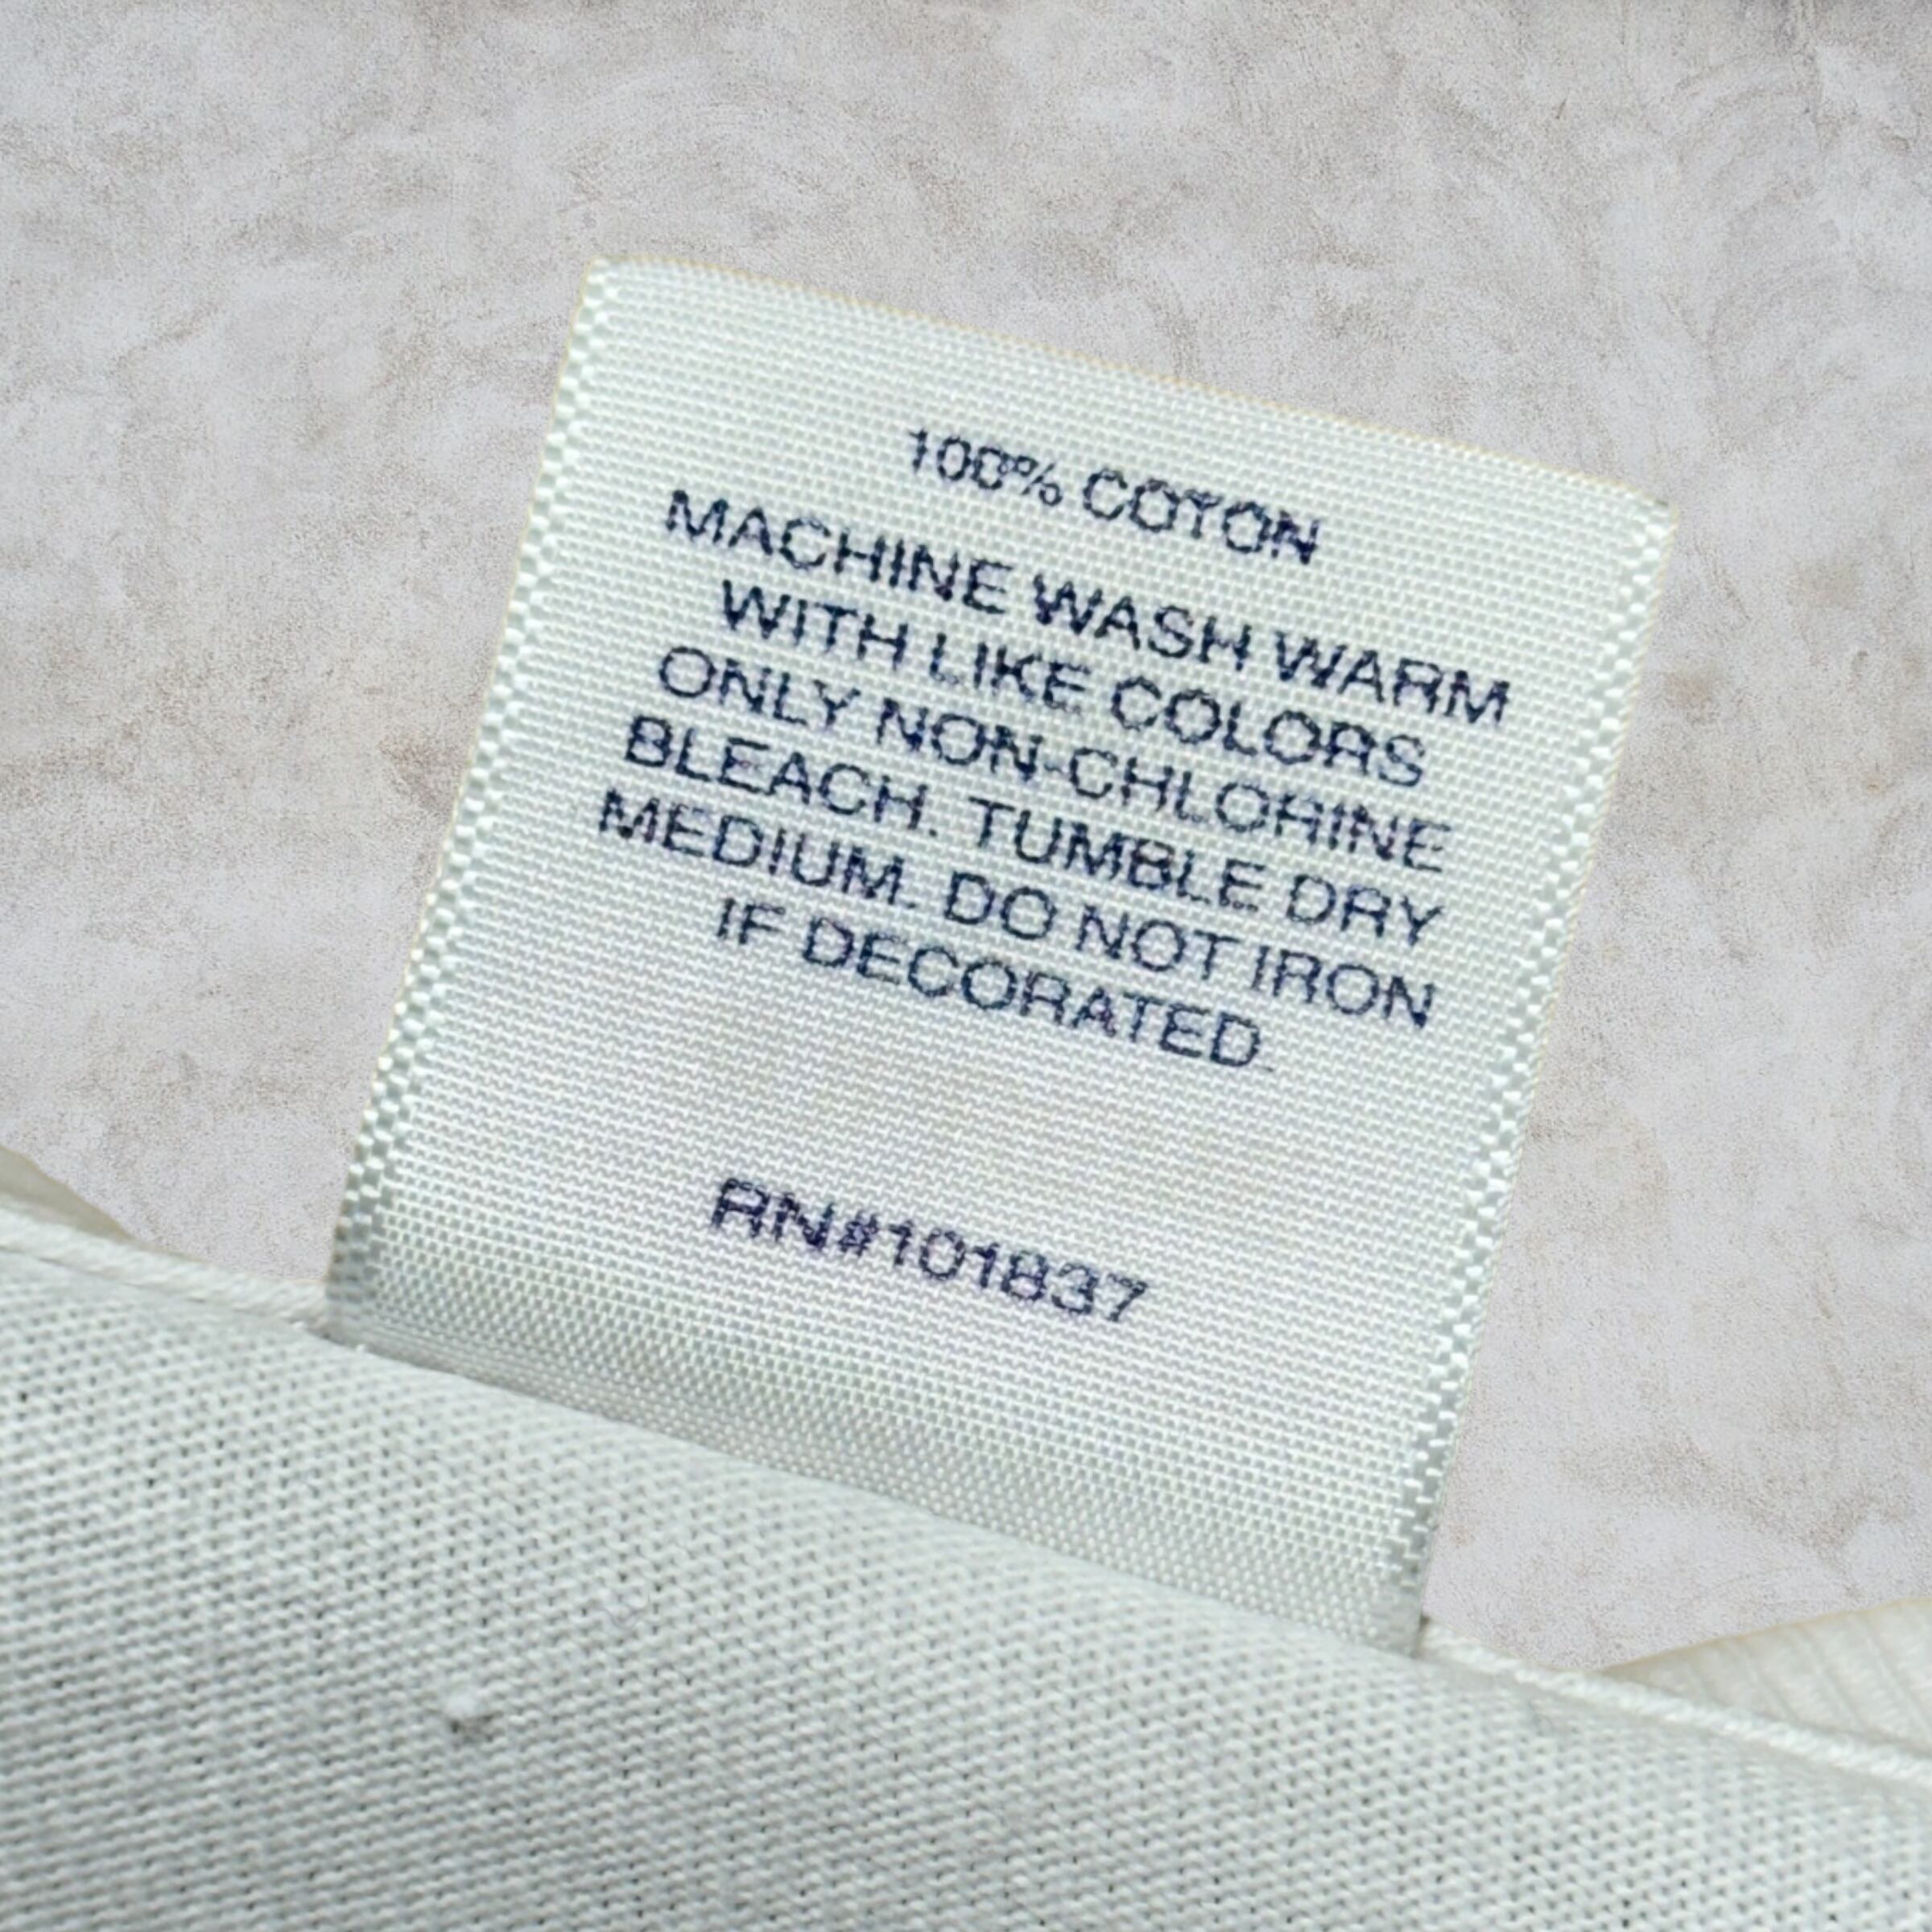 100% COTON
MACHINE WASH WARM
WITH LIKE COLORS
ONLY NON-CHLORINE
BLEACH. TUMBLE DRY
MEDIUM. DO NOT IRON
IF DECORATED.
RN#101837